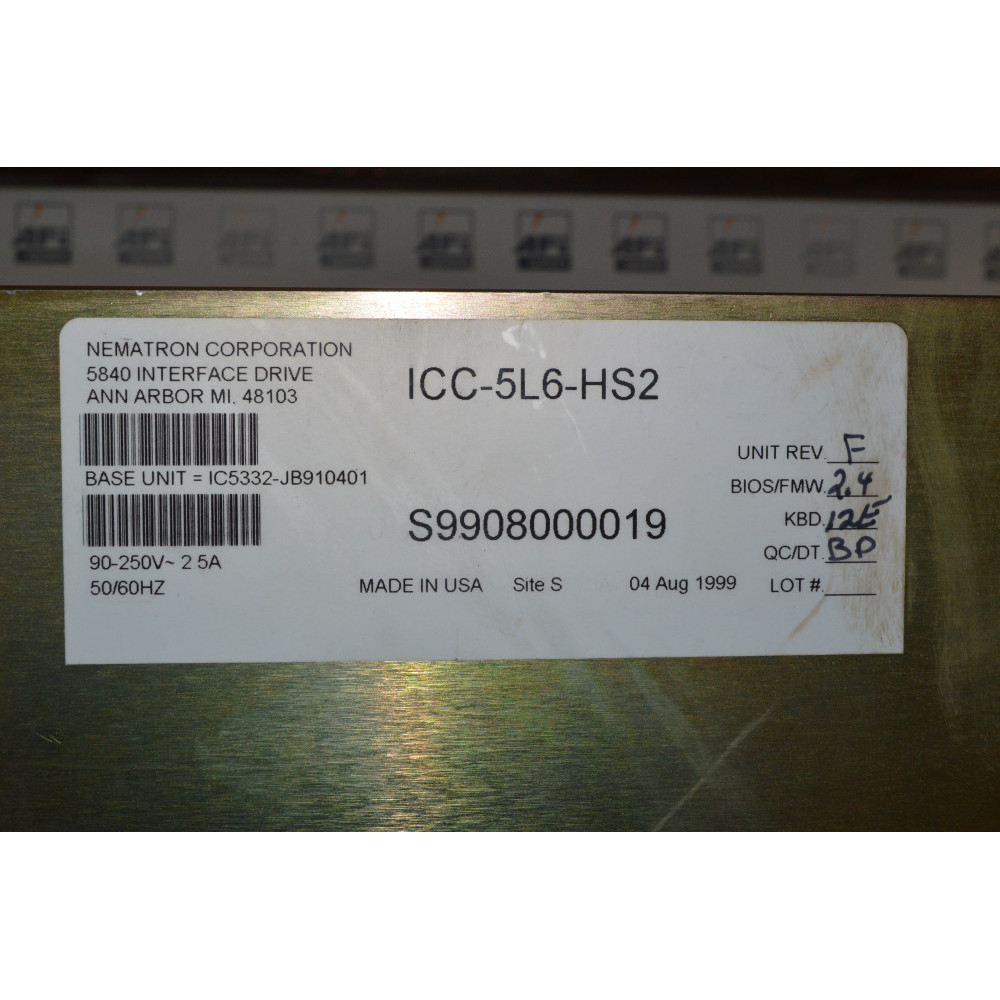 NEMATRON CORPORATION
5840 INTERFACE DRIVE
ANN ARBOR MI. 48103
ICC-5L6-HS2
BASE UNIT = IC5332-JB910401
S9908000019
90-250V~ 2 5A
50/60HZ
MADE IN USA Site S 04 Aug 1999
UNIT REV. F
BIOS/FMW. 2.4
KBD. 12E
QC/DT. BP
LOT #.